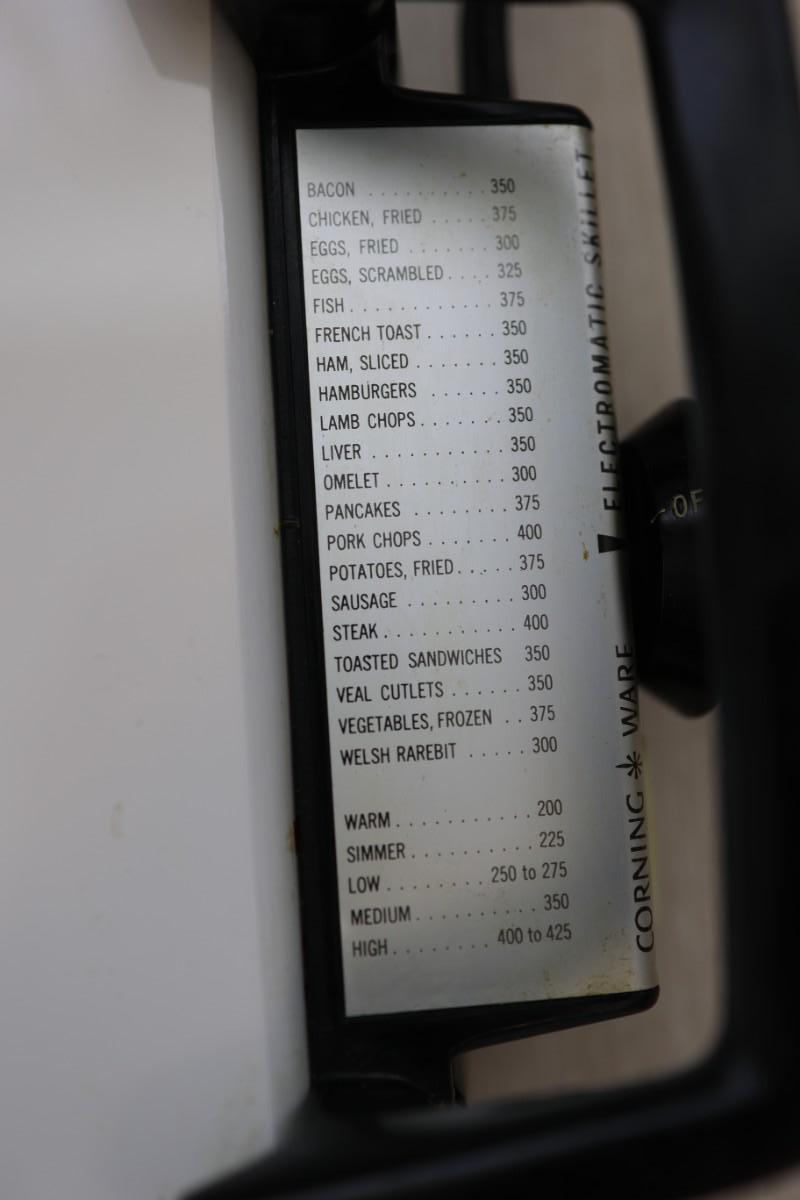 BACON . . . . . . . . . . 350
CHICKEN, FRIED . . . . . 375
EGGS, FRIED . . . . . . . 300
EGGS, SCRAMBLED . . . . 325
FISH . . . . . . . . . . . . 375
FRENCH TOAST . . . . . . 350
HAM, SLICED . . . . . . . 350
HAMBURGERS . . . . . . 350
LAMB CHOPS . . . . . . . 350
LIVER . . . . . . . . . . . 350
OMELET . . . . . . . . . . 300
PANCAKES . . . . . . . . 375
PORK CHOPS . . . . . . . 400
POTATOES, FRIED . . . . . 375
SAUSAGE . . . . . . . . . 300
STEAK . . . . . . . . . . . 400
TOASTED SANDWICHES 350
VEAL CUTLETS . . . . . . 350
VEGETABLES, FROZEN . . 375
WELSH RAREBIT . . . . . 300
WARM . . . . . . . . . . . 200
SIMMER . . . . . . . . . . 225
LOW . . . . . . . . 250 to 275
MEDIUM . . . . . . . . . . 350
HIGH . . . . . . . . 400 to 425
CORNING WARE ELECTROMATIC SKILLET